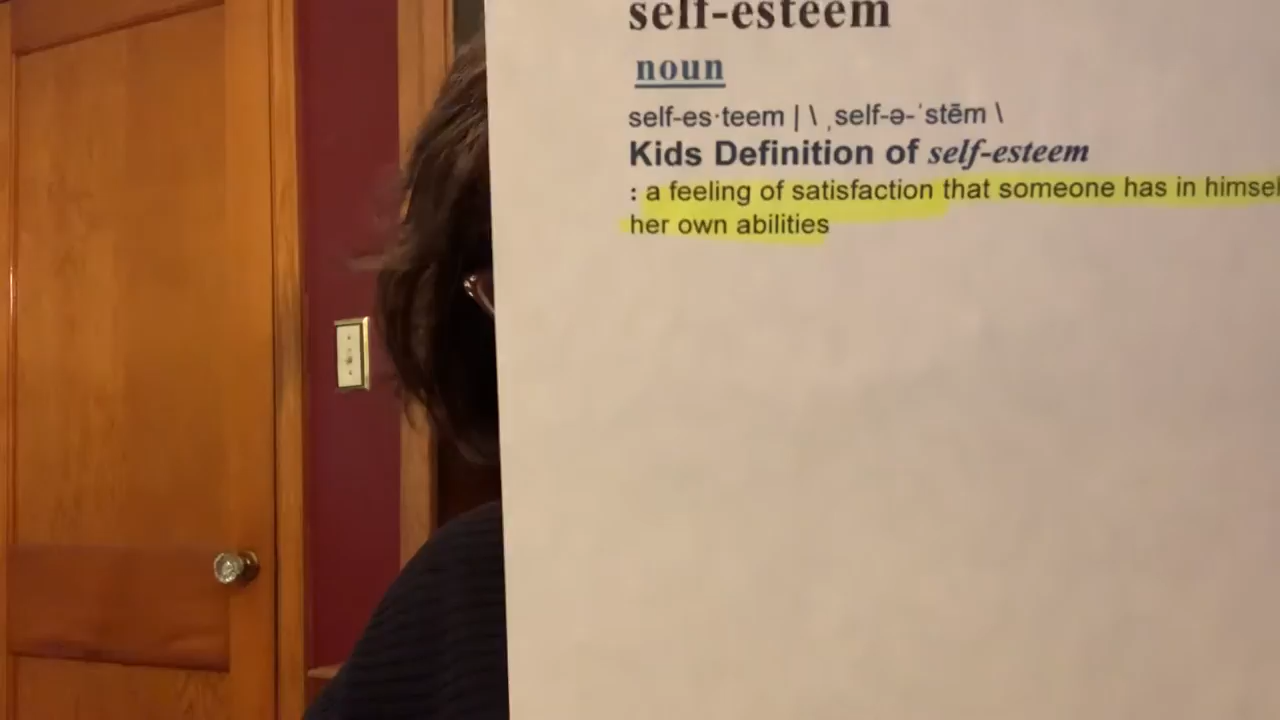 self-esteem
noun
self-es·teem | \ ˌself-ə-ˈstēm \
Kids Definition of self-esteem
: a feeling of satisfaction that someone has in
her own abilities